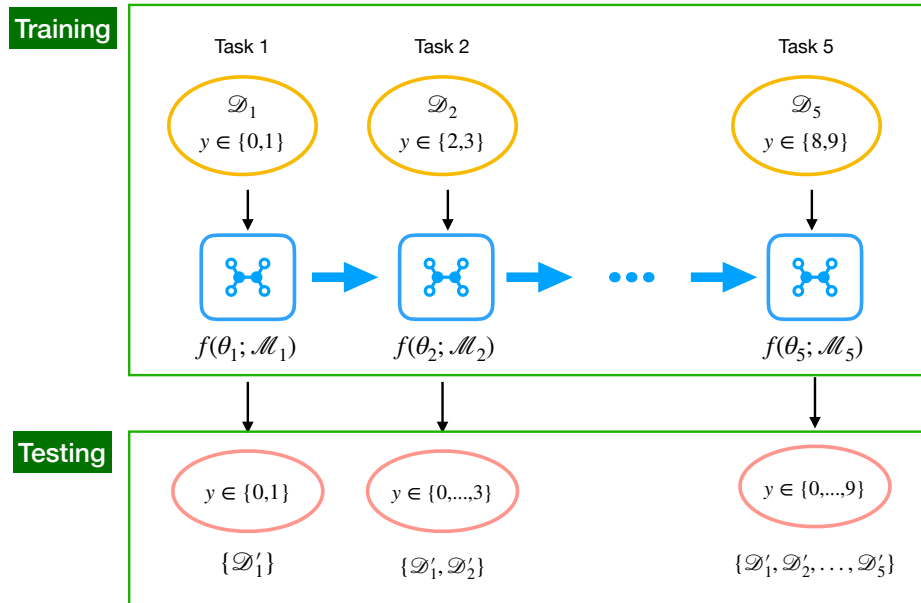 Training
Task 1
Task 2
Task 5
𝒟₁
y ∈ {0,1}
𝒟₂
y ∈ {2,3}
𝒟₅
y ∈ {8,9}
f(θ₁; ℳ₁)
f(θ₂; ℳ₂)
f(θ₅; ℳ₅)
Testing
y ∈ {0,1}
y ∈ {0,...,3}
y ∈ {0,...,9}
{𝒟′₁}
{𝒟′₁, 𝒟′₂}
{𝒟′₁, 𝒟′₂, . . . , 𝒟′₅}